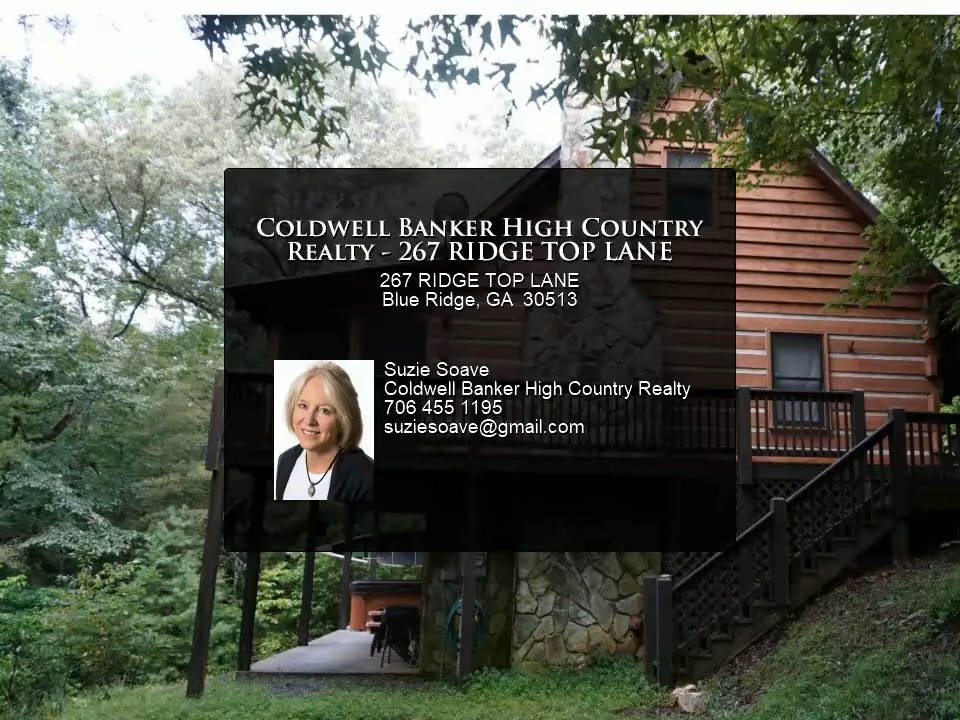 Coldwell Banker High Country
Realty - 267 RIDGE TOP LANE
267 RIDGE TOP LANE
Blue Ridge, GA  30513
Suzie Soave
Coldwell Banker High Country Realty
706 455 1195
suziesoave@gmail.com